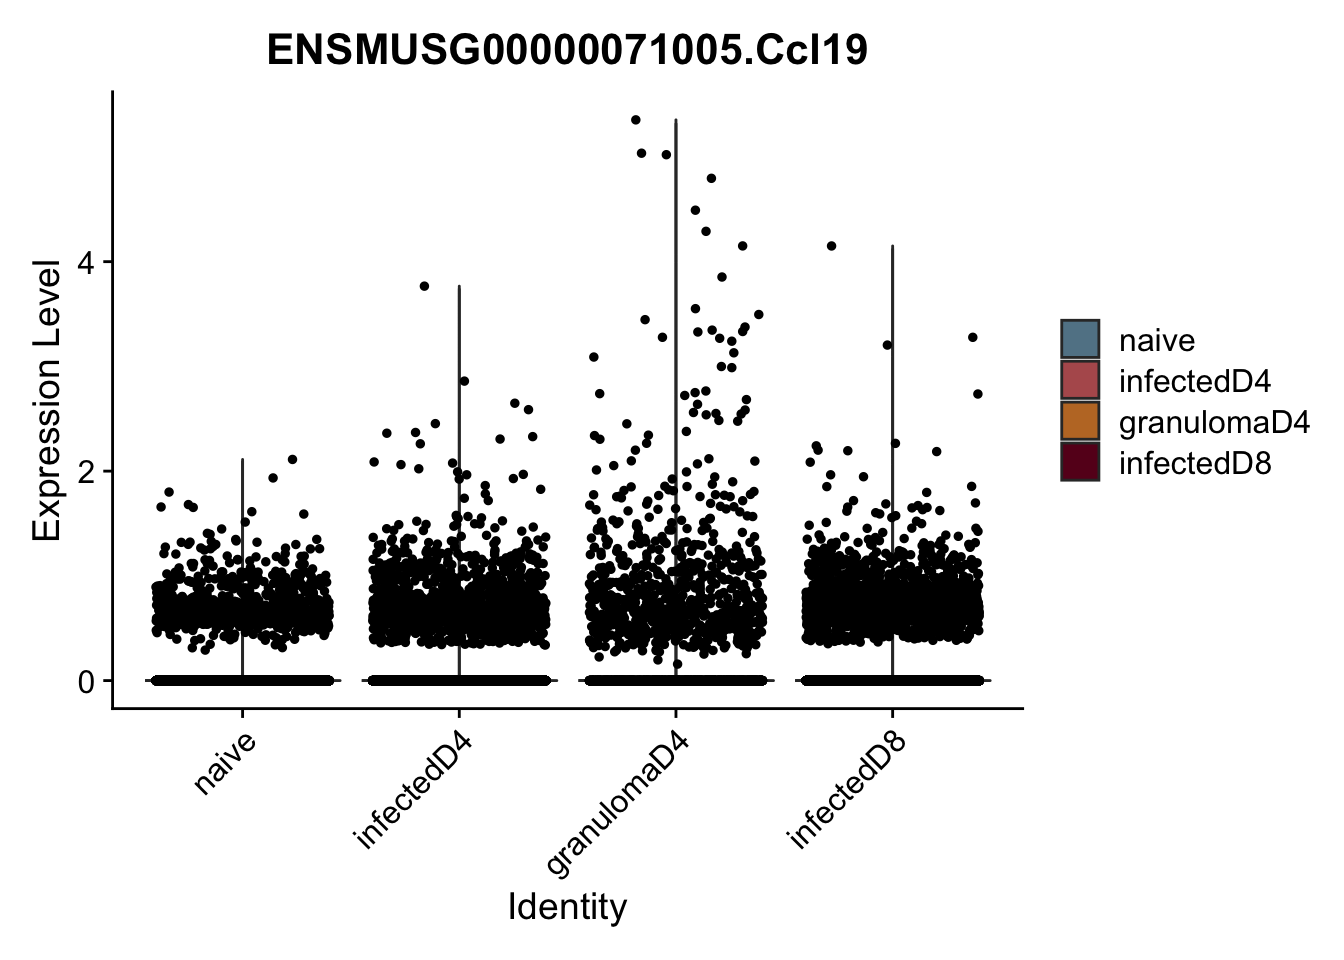 ENSMUSG00000071005.Ccl19
Expression Level
4
2
0
naive
infectedD4
granulomaD4
infectedD8
Identity
naive
infectedD4
granulomaD4
infectedD8